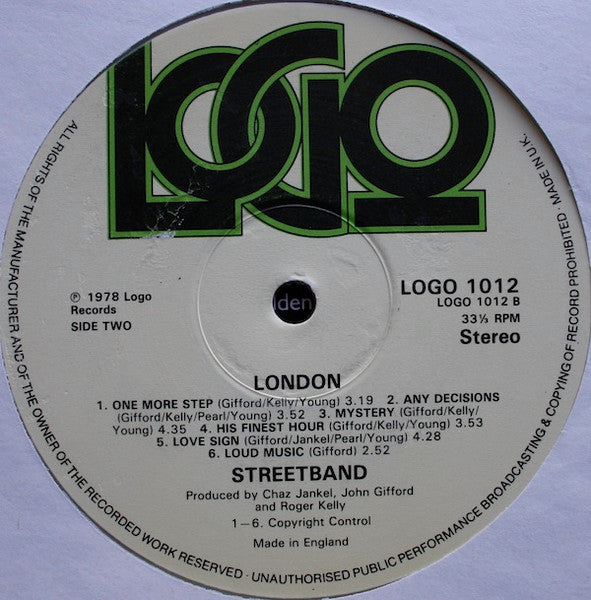 LOGO
LOGO 1012
LOGO 1012 B
33⅓ RPM
Stereo
℗ 1978 Logo
Records
SIDE TWO
lden
LONDON
1. ONE MORE STEP (Gifford/Kelly/Young) 3.19 2. ANY DECISIONS
(Gifford/Kelly/Pearl/Young) 3.52 3. MYSTERY (Gifford/Kelly/
Young) 4.35 4. HIS FINEST HOUR (Gifford/Kelly/Young) 3.53
5. LOVE SIGN (Gifford/Jankel/Pearl/Young) 4.28
6. LOUD MUSIC (Gifford) 2.52
STREETBAND
Produced by Chaz Jankel, John Gifford
and Roger Kelly
1—6. Copyright Control
Made in England
ALL RIGHTS OF THE MANUFACTURER AND OF THE OWNER OF THE RECORDED WORK RESERVED · UNAUTHORISED PUBLIC PERFORMANCE BROADCASTING & COPYING OF RECORD PROHIBITED · MADE IN U.K.